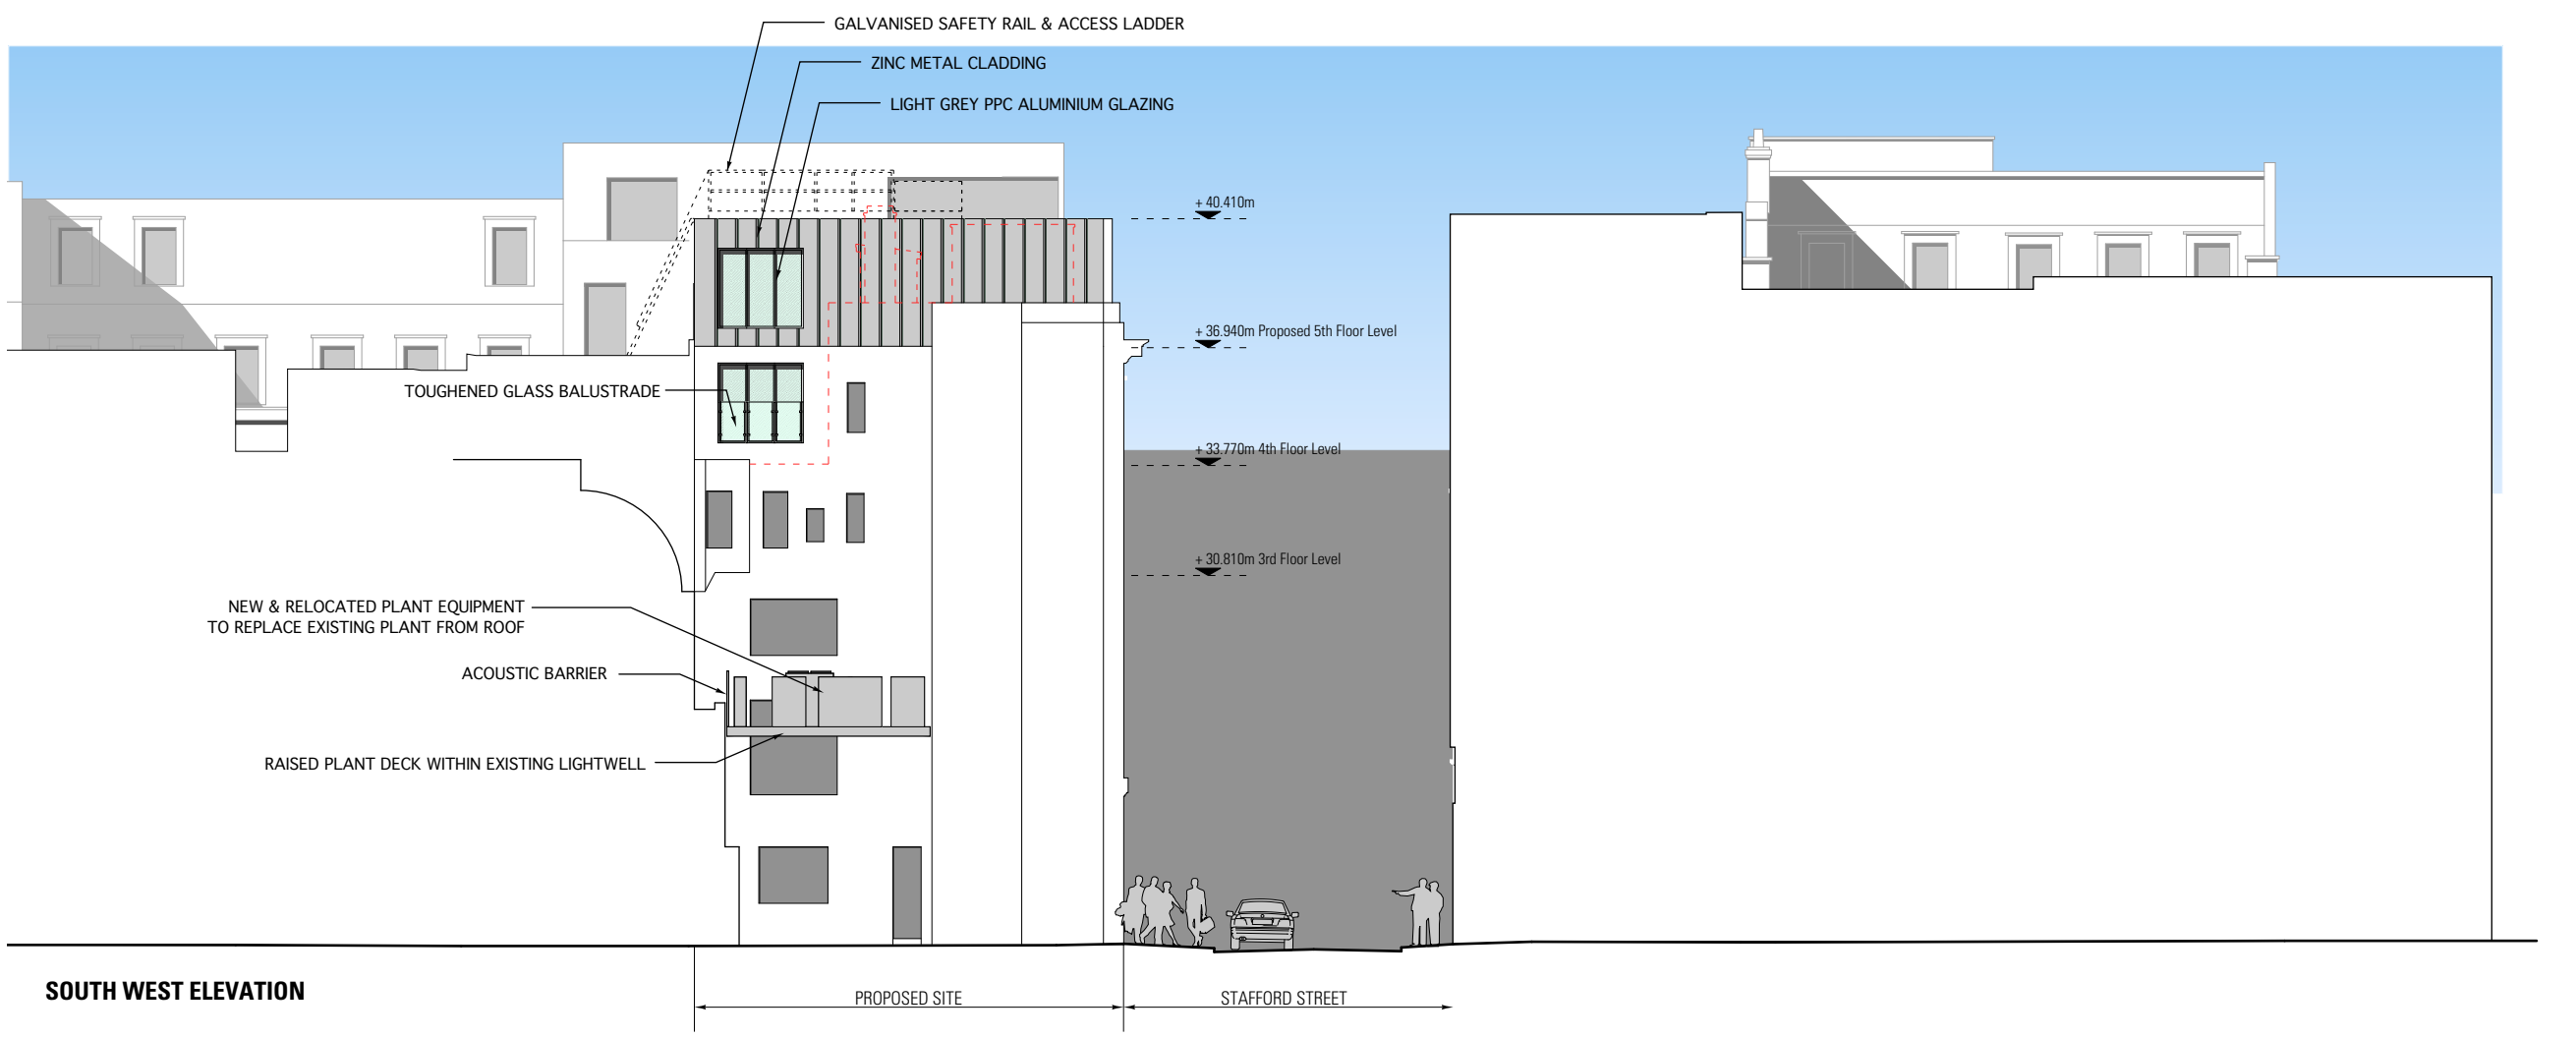 GALVANISED SAFETY RAIL & ACCESS LADDER
ZINC METAL CLADDING
LIGHT GREY PPC ALUMINIUM GLAZING
+ 40.410m
+ 36.940m Proposed 5th Floor Level
TOUGHENED GLASS BALUSTRADE
+ 33.770m 4th Floor Level
+ 30.810m 3rd Floor Level
NEW & RELOCATED PLANT EQUIPMENT
TO REPLACE EXISTING PLANT FROM ROOF
ACOUSTIC BARRIER
RAISED PLANT DECK WITHIN EXISTING LIGHTWELL
SOUTH WEST ELEVATION
PROPOSED SITE
STAFFORD STREET